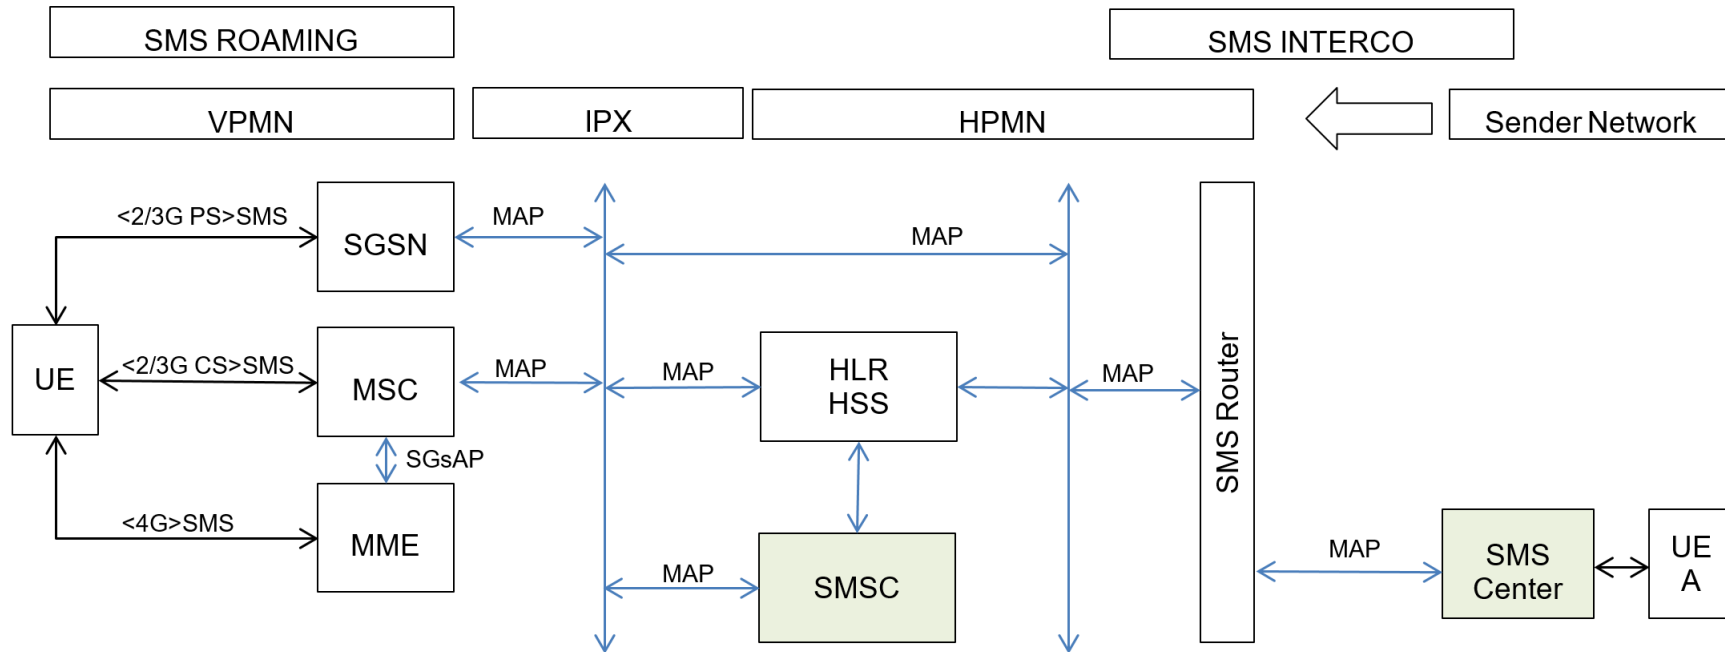 SMS ROAMING
SMS INTERCO
VPMN
IPX
HPMN
Sender Network
<2/3G PS>SMS
SGSN
MAP
MAP
UE
<2/3G CS>SMS
MSC
MAP
MAP
HLR
HSS
MAP
SMS Router
SGsAP
<4G>SMS
MME
MAP
SMSC
MAP
SMS
Center
UE
A